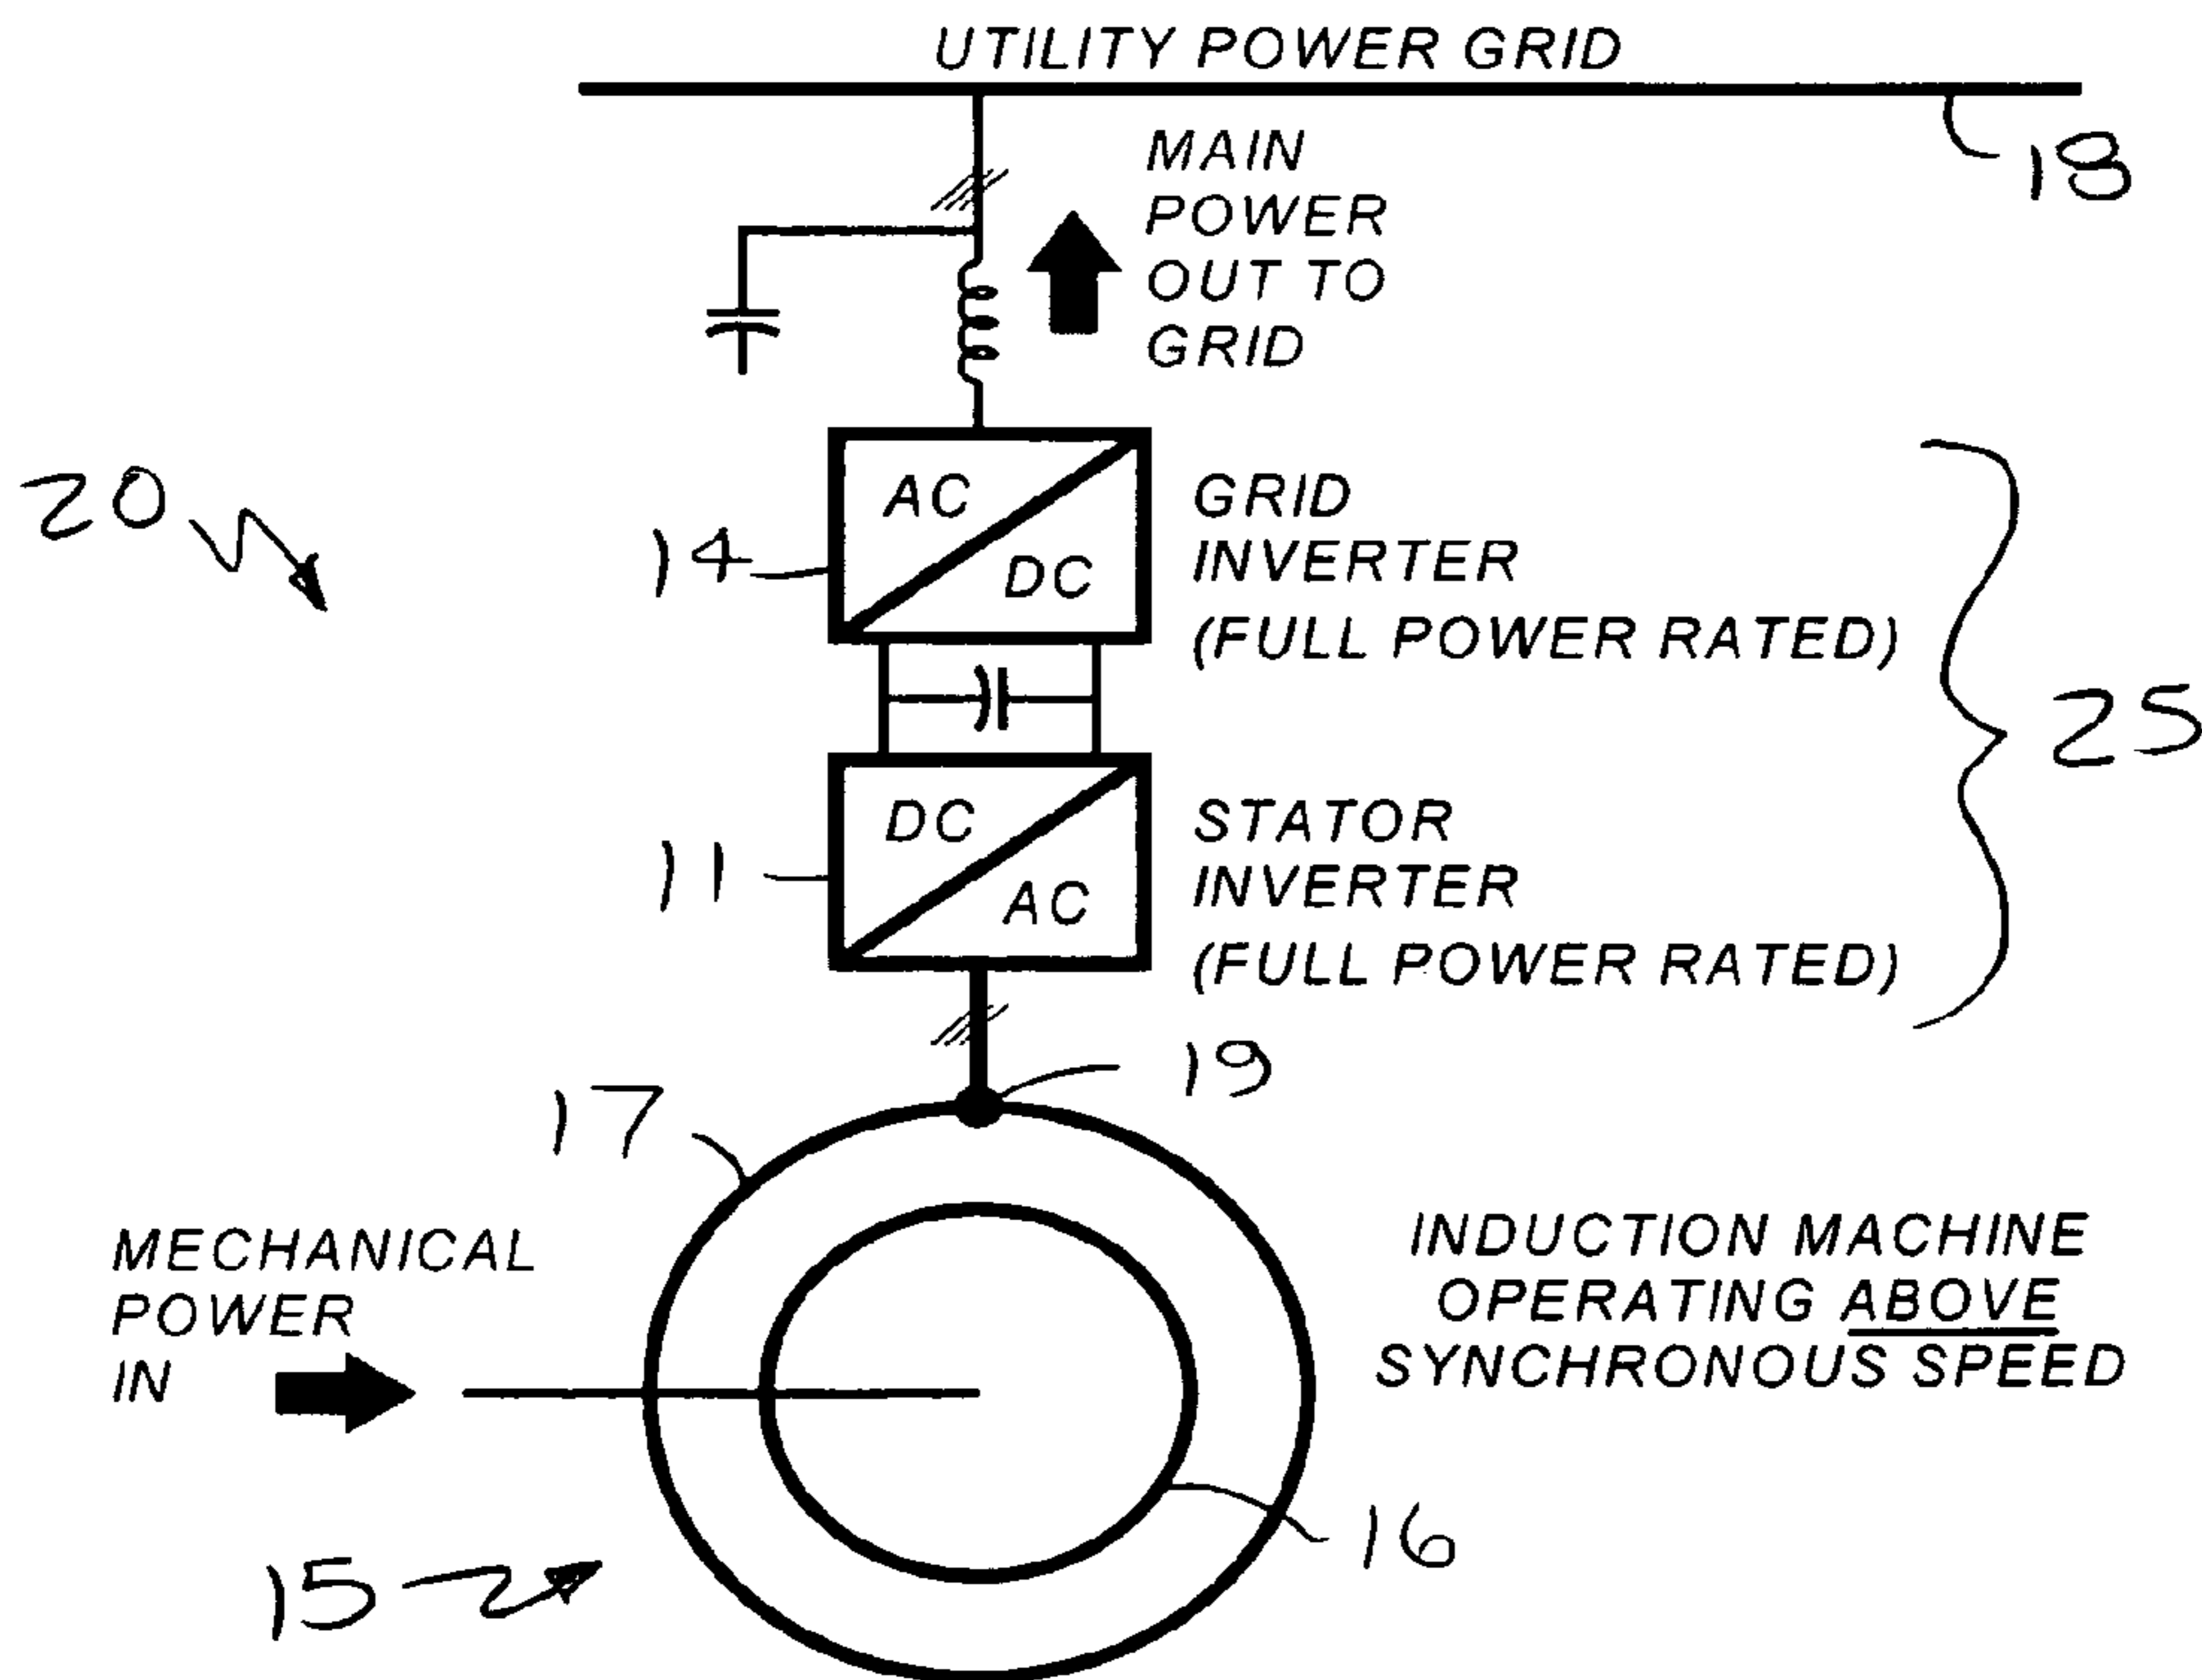 UTILITY POWER GRID
18
MAIN
POWER
OUT TO
GRID
20
14
AC
DC
GRID
INVERTER
(FULL POWER RATED)
25
11
DC
AC
STATOR
INVERTER
(FULL POWER RATED)
19
17
MECHANICAL
POWER
IN
INDUCTION MACHINE
OPERATING ABOVE
SYNCHRONOUS SPEED
16
15